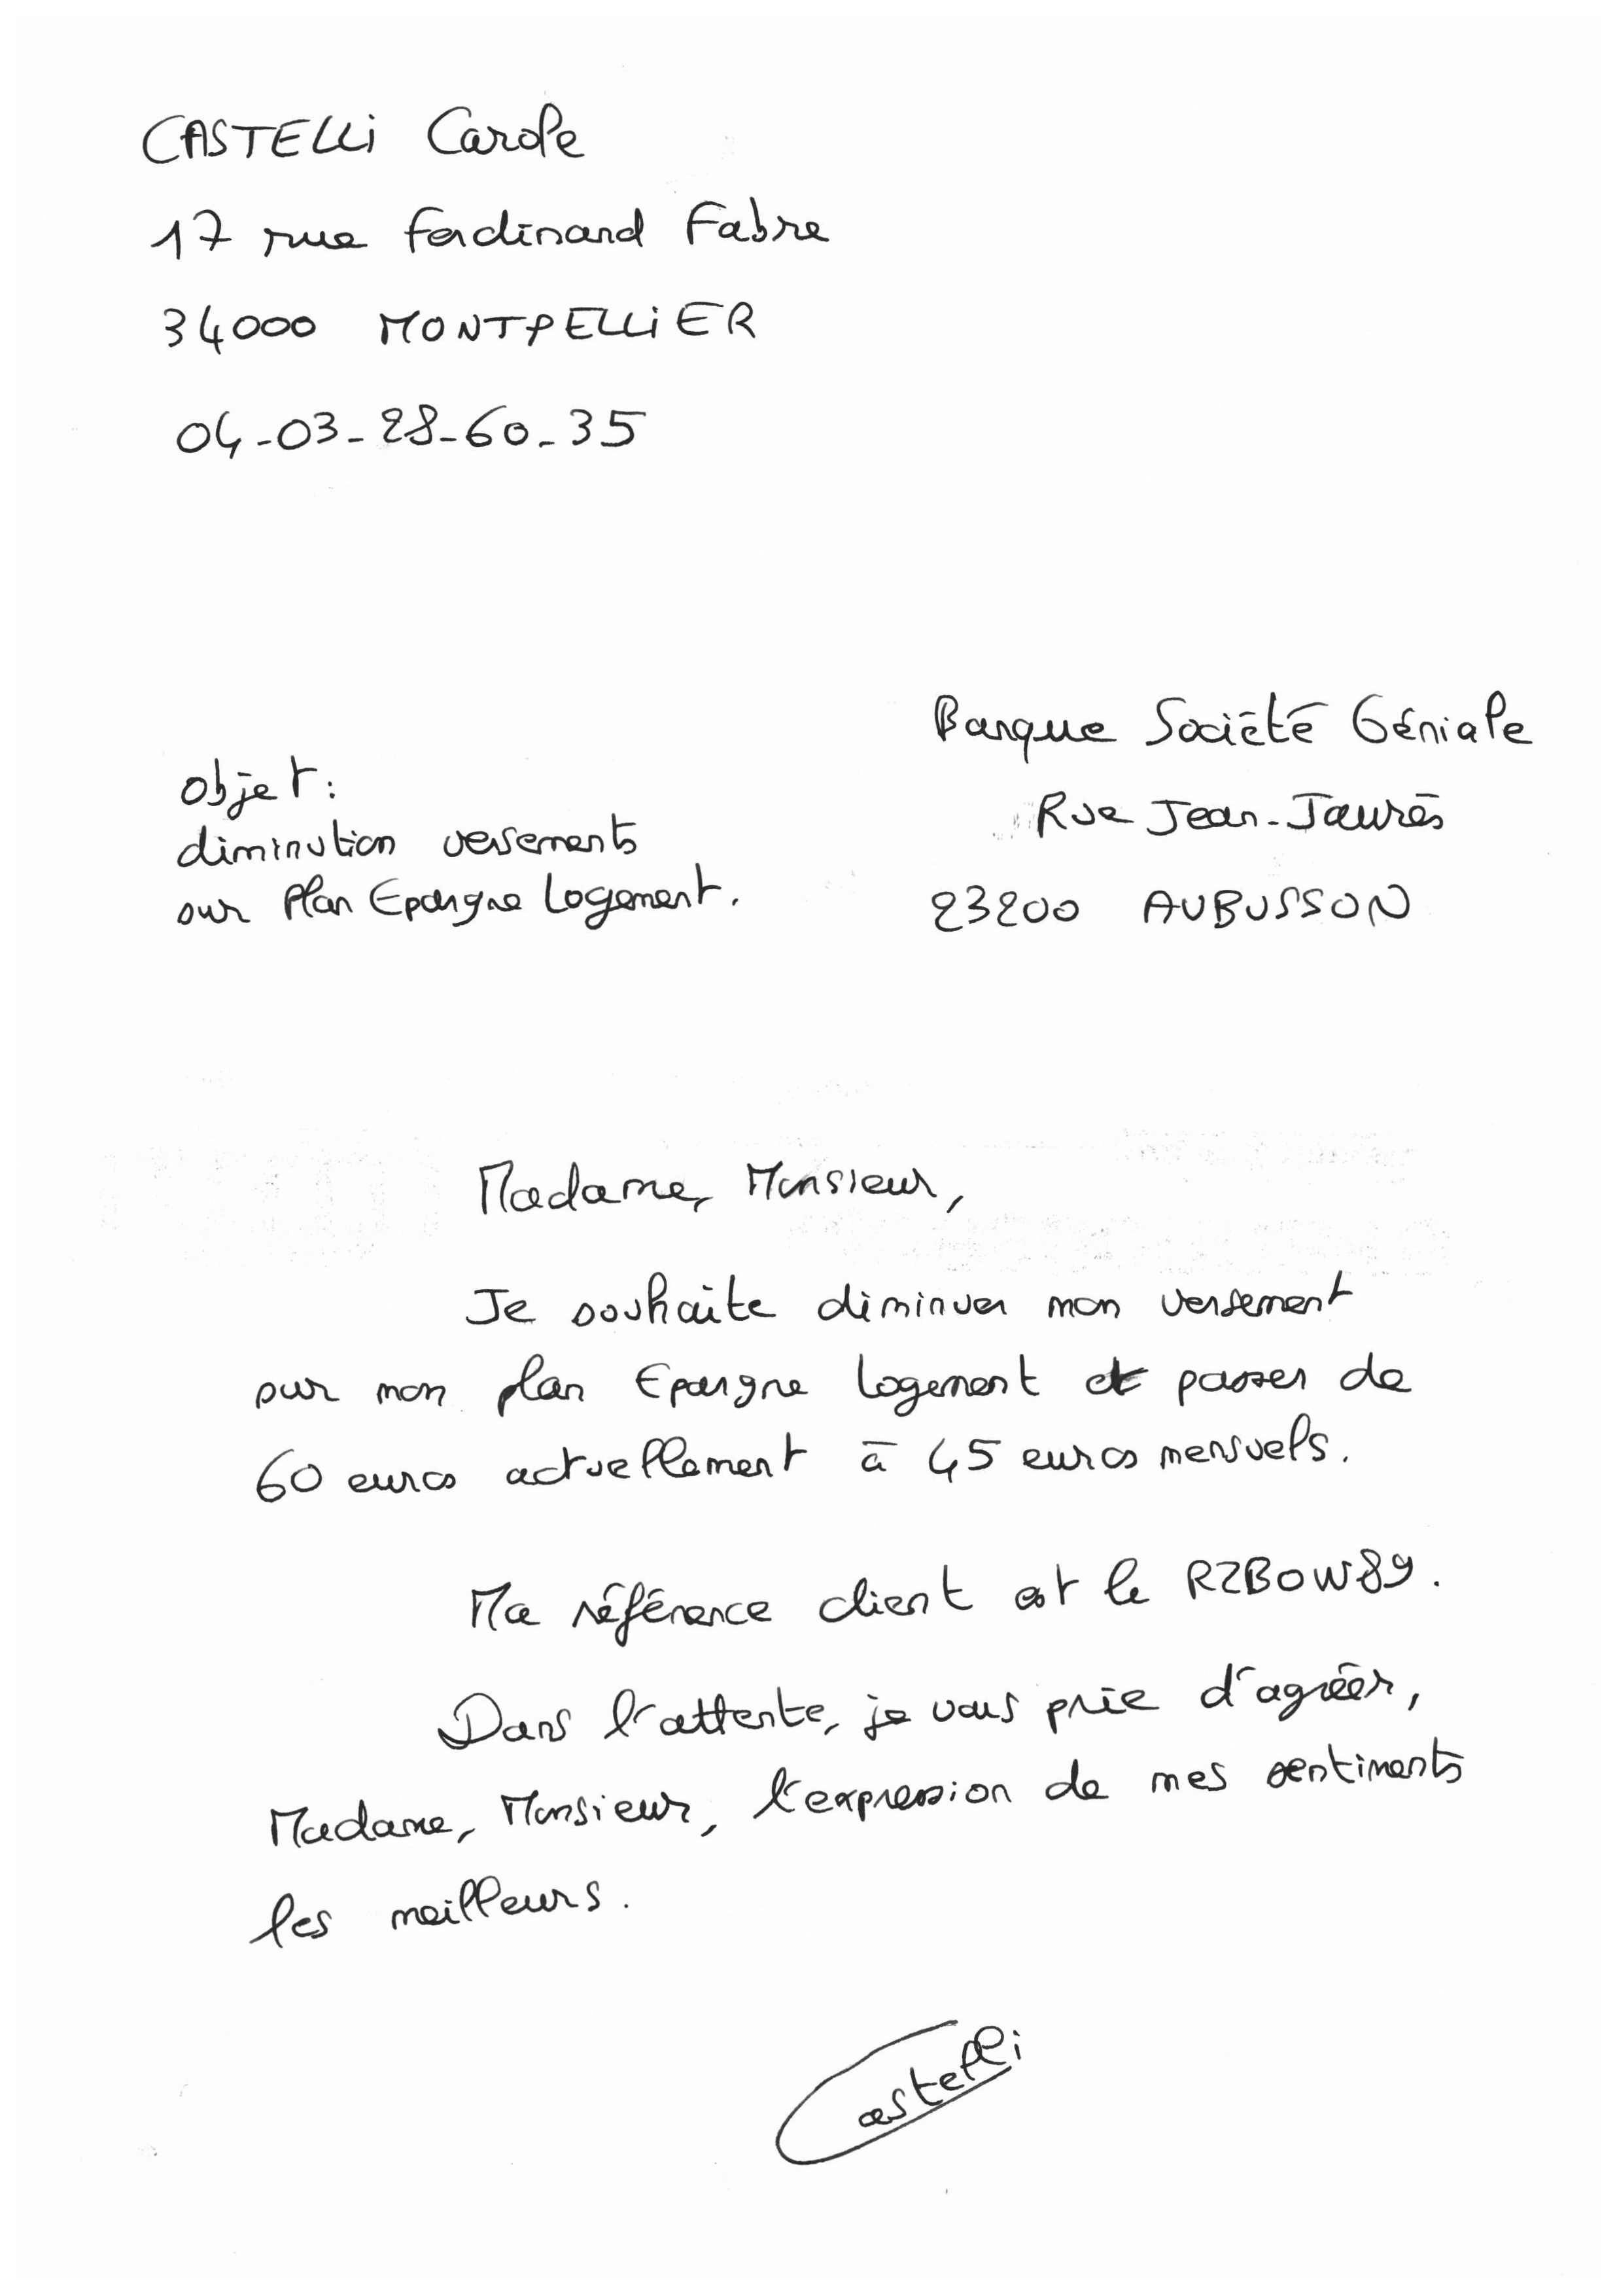 CASTELLi Carole
17 rue Ferdinand Fabre
34000 MONTPELLiER
04-03-28-60-35
Banque Société Géniale
Rue Jean-Jaurès
23200 AUBUSSON
Objet:
diminution versements
sur Plan Epargne Logement.
Madame, Monsieur,
Je souhaite diminuer mon versement
sur mon plan Epargne Logement et passer de
60 euros actuellement à 45 euros mensuels.
Ma référence client est le RZBOW89.
Dans l'attente, je vous prie d'agréer,
Madame, Monsieur, l'expression de mes sentiments
les meilleurs.
Castelli